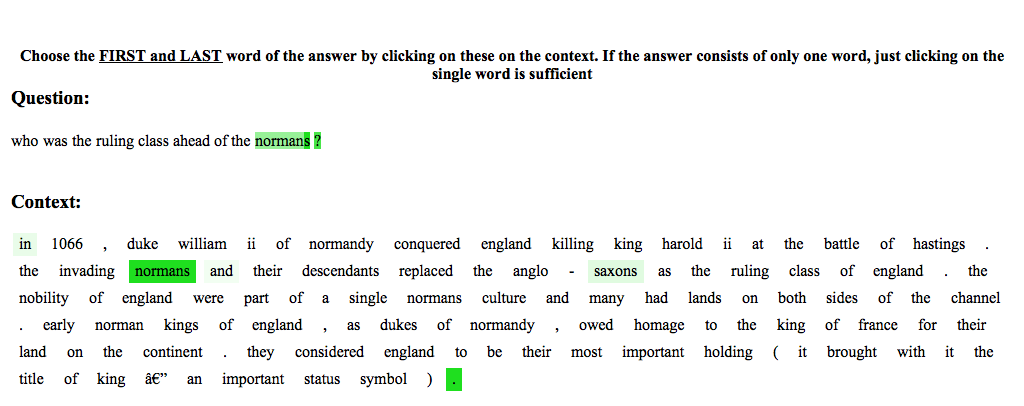 Choose the FIRST and LAST word of the answer by clicking on these on the context. If the answer consists of only one word, just clicking on the
single word is sufficient
Question:
who was the ruling class ahead of the normans ?
Context:
in 1066 , duke william ii of normandy conquered england killing king harold ii at the battle of hastings .
the invading normans and their descendants replaced the anglo - saxons as the ruling class of england . the
nobility of england were part of a single normans culture and many had lands on both sides of the channel
. early norman kings of england , as dukes of normandy , owed homage to the king of france for their
land on the continent . they considered england to be their most important holding ( it brought with it the
title of king â€” an important status symbol ) .